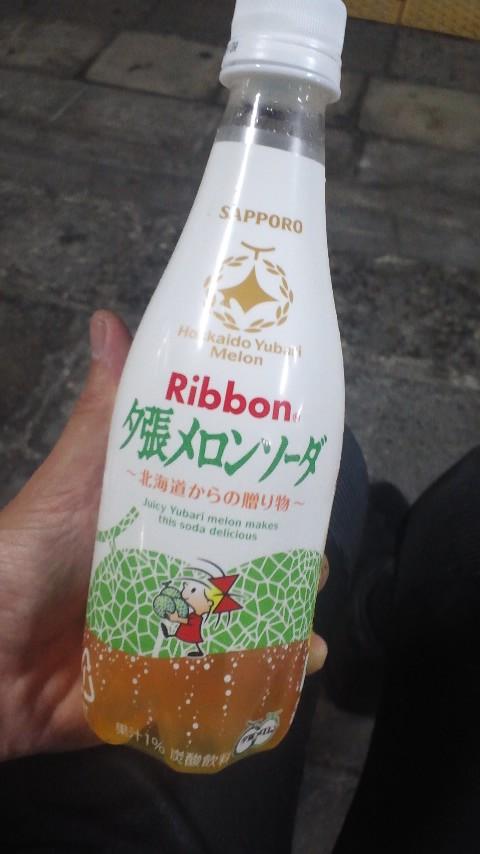 SAPPORO
Hokkaido Yubari
Melon
Ribbon
夕張メロンソーダ
～北海道からの贈り物～
Juicy Yubari melon makes
this soda delicious
果汁1% 炭酸飲料